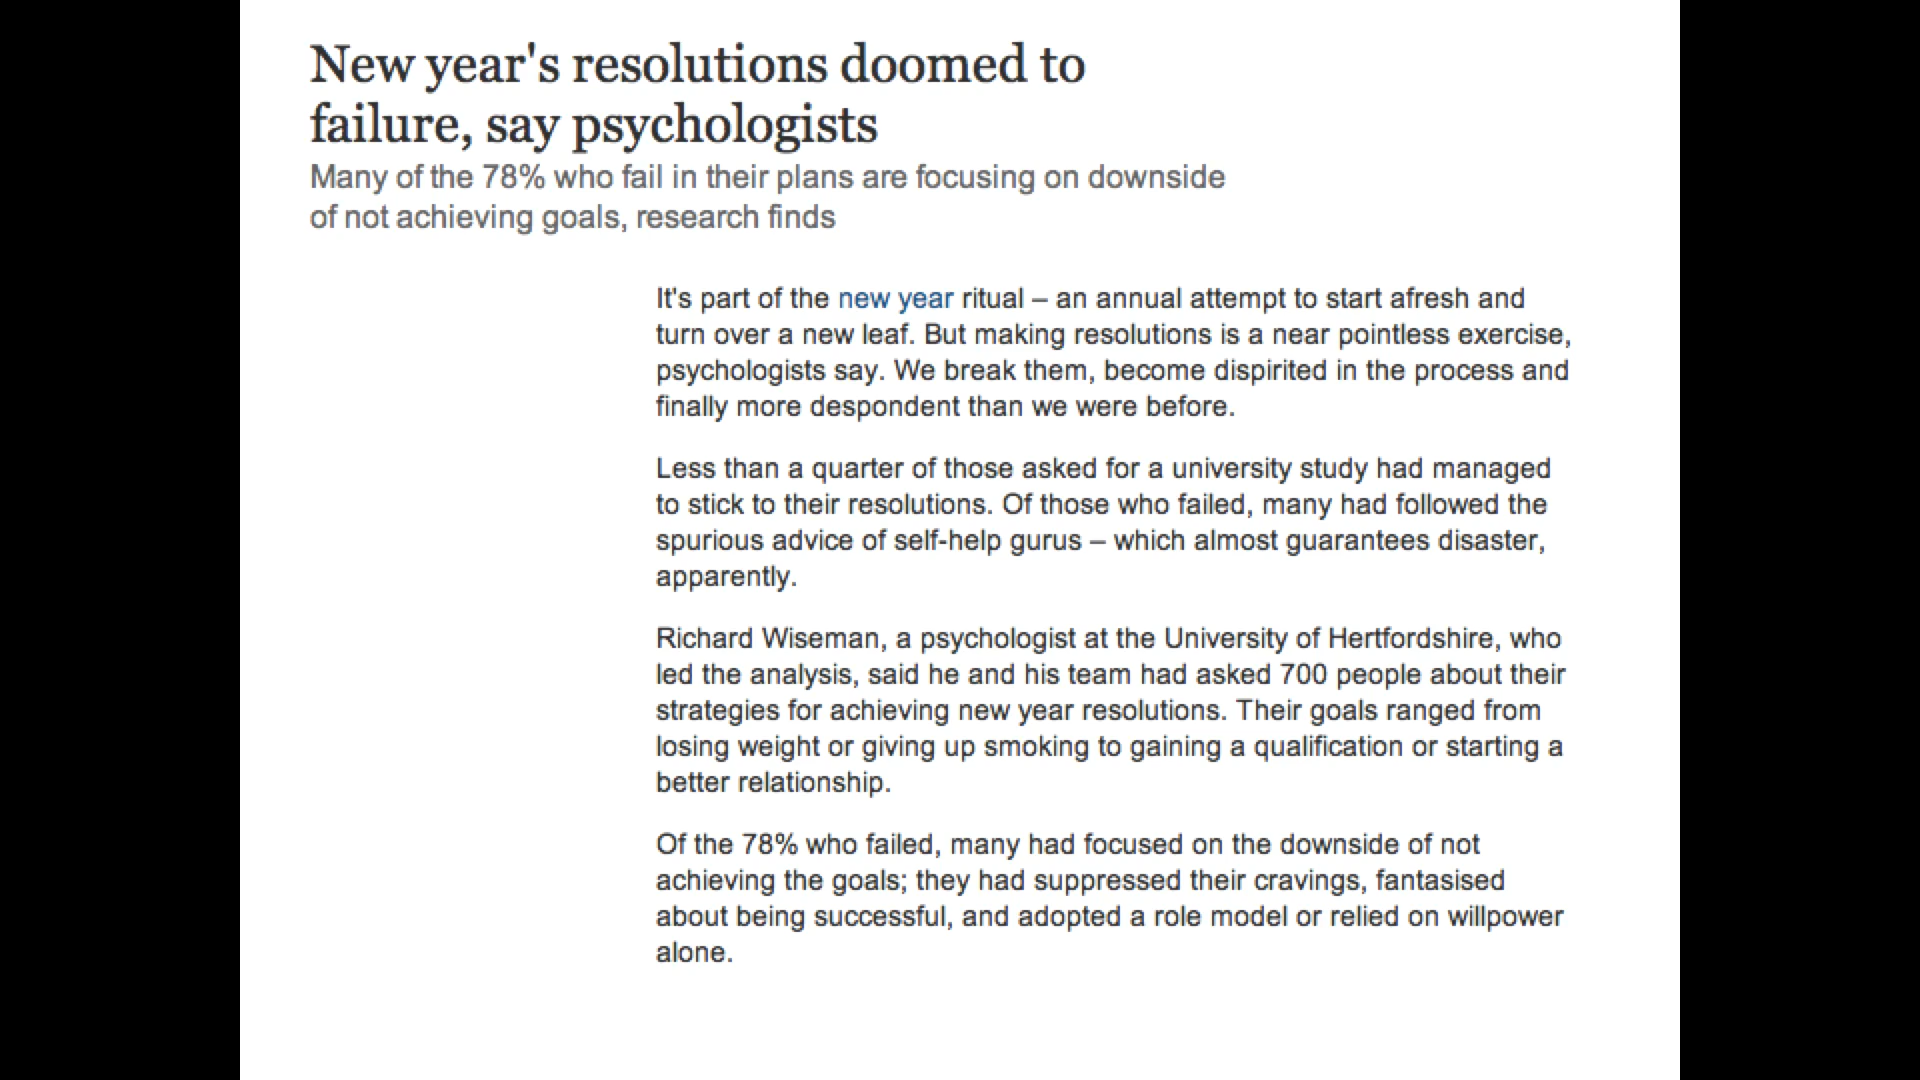 New year's resolutions doomed to
failure, say psychologists
Many of the 78% who fail in their plans are focusing on downside
of not achieving goals, research finds
It's part of the new year ritual – an annual attempt to start afresh and
turn over a new leaf. But making resolutions is a near pointless exercise,
psychologists say. We break them, become dispirited in the process and
finally more despondent than we were before.
Less than a quarter of those asked for a university study had managed
to stick to their resolutions. Of those who failed, many had followed the
spurious advice of self-help gurus – which almost guarantees disaster,
apparently.
Richard Wiseman, a psychologist at the University of Hertfordshire, who
led the analysis, said he and his team had asked 700 people about their
strategies for achieving new year resolutions. Their goals ranged from
losing weight or giving up smoking to gaining a qualification or starting a
better relationship.
Of the 78% who failed, many had focused on the downside of not
achieving the goals; they had suppressed their cravings, fantasised
about being successful, and adopted a role model or relied on willpower
alone.